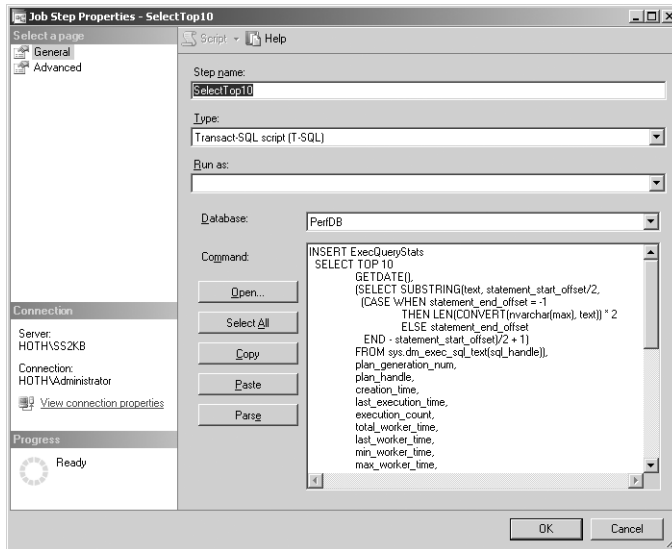 Job Step Properties - SelectTop10
Select a page
General
Advanced
Script
Help
Step name:
SelectTop10
Type:
Transact-SQL script (T-SQL)
Run as:
Database:
PerfDB
Command:
Open...
Select All
Copy
Paste
Parse
INSERT ExecQueryStats
SELECT TOP 10
GETDATE(),
(SELECT SUBSTRING(text, statement_start_offset/2,
(CASE WHEN statement_end_offset = -1
THEN LEN(CONVERT(nvarchar(max), text)) * 2
ELSE statement_end_offset
END - statement_start_offset)/2 + 1)
FROM sys.dm_exec_sql_text(sql_handle)),
plan_generation_num,
plan_handle,
creation_time,
last_execution_time,
execution_count,
total_worker_time,
last_worker_time,
min_worker_time,
max_worker_time,
Connection
Server:
HOTH\SS2KB
Connection:
HOTH\Administrator
View connection properties
Progress
Ready
OK
Cancel